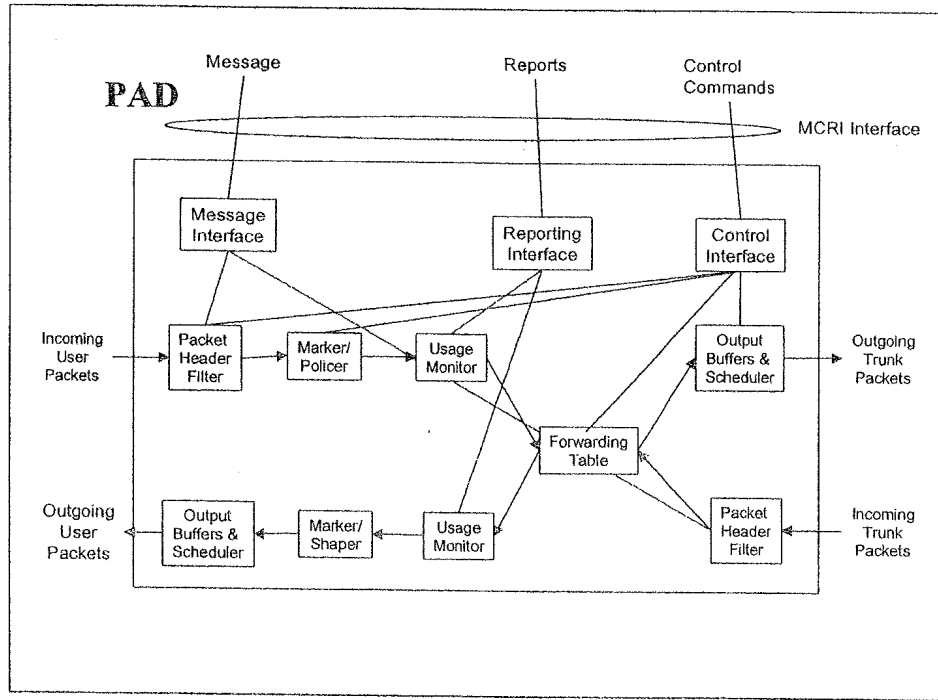 Message
Reports
Control
Commands
PAD
MCRI Interface
Message
Interface
Reporting
Interface
Control
Interface
Incoming
User
Packets
Packet
Header
Filter
Marker/
Policer
Usage
Monitor
Output
Buffers &
Scheduler
Outgoing
Trunk
Packets
Forwarding
Table
Outgoing
User
Packets
Output
Buffers &
Scheduler
Marker/
Shaper
Usage
Monitor
Packet
Header
Filter
Incoming
Trunk
Packets